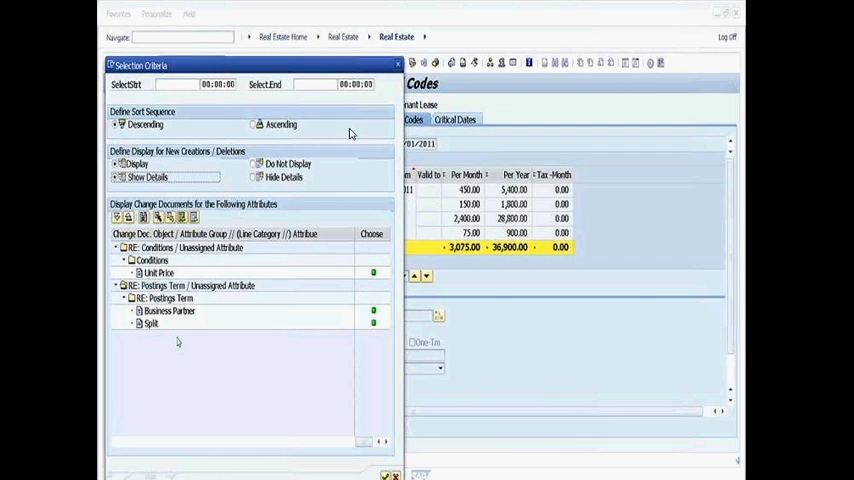 Favorites Personalize Help
Navigate:
Real Estate Home
Real Estate
Real Estate
Log Off
Selection Criteria
SelectStrt 00:00:00 Select.End 00:00:00
Define Sort Sequence
Descending Ascending
Define Display for New Creations / Deletions
Display Do Not Display
Show Details Hide Details
Display Change Documents for the Following Attributes
Change Doc. Object / Attribute Group // (Line Category //) Attribue Choose
RE: Conditions / Unassigned Attribute
Conditions
Unit Price
RE: Postings Term / Unassigned Attribute
RE: Postings Term
Business Partner
Split
Codes
nant Lease
Codes Critical Dates
/01/2011
om Valid to Per Month Per Year Tax -Month
011 450.00 5,400.00 0.00
150.00 1,800.00 0.00
2,400.00 28,800.00 0.00
75.00 900.00 0.00
3,075.00 36,900.00 0.00
One-Tm
SAP